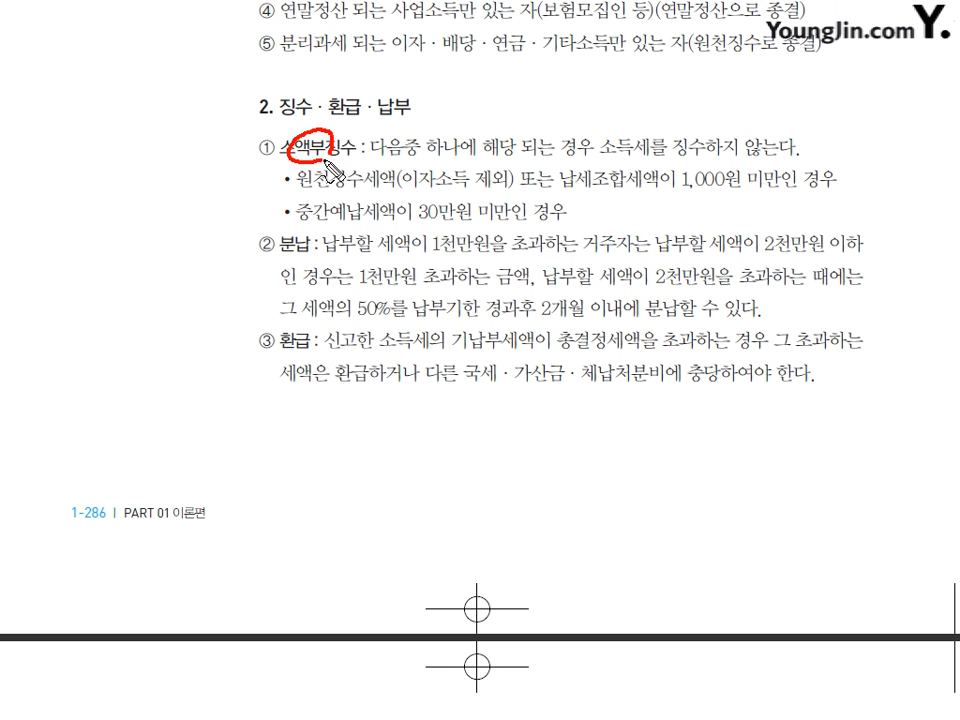 ④ 연말정산 되는 사업소득만 있는 자(보험모집인 등)(연말정산으로 종결)
YoungJin.com Y.
⑤ 분리과세 되는 이자 · 배당 · 연금 · 기타소득만 있는 자(원천징수로 종결)
2. 징수 · 환급 · 납부
① 소액부징수 : 다음중 하나에 해당 되는 경우 소득세를 징수하지 않는다.
• 원천징수세액(이자소득 제외) 또는 납세조합세액이 1,000원 미만인 경우
• 중간예납세액이 30만원 미만인 경우
② 분납 : 납부할 세액이 1천만원을 초과하는 거주자는 납부할 세액이 2천만원 이하
인 경우는 1천만원 초과하는 금액, 납부할 세액이 2천만원을 초과하는 때에는
그 세액의 50%를 납부기한 경과후 2개월 이내에 분납할 수 있다.
③ 환급 : 신고한 소득세의 기납부세액이 총결정세액을 초과하는 경우 그 초과하는
세액은 환급하거나 다른 국세 · 가산금 · 체납처분비에 충당하여야 한다.
1-286 | PART 01 이론편